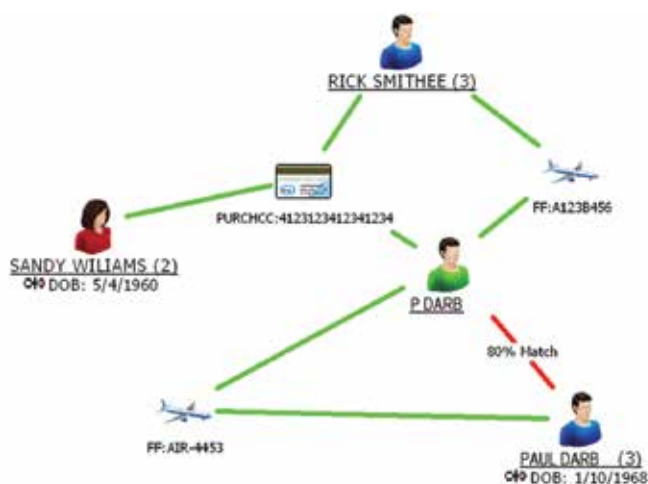 RICK SMITHEE (3)
PURCHCC:4123123412341234
FF:A123B456
SANDY WILIAMS (2)
DOB: 5/4/1960
P DARB
80% Match
FF:AIR-4453
PAUL DARB (3)
DOB: 1/10/1968